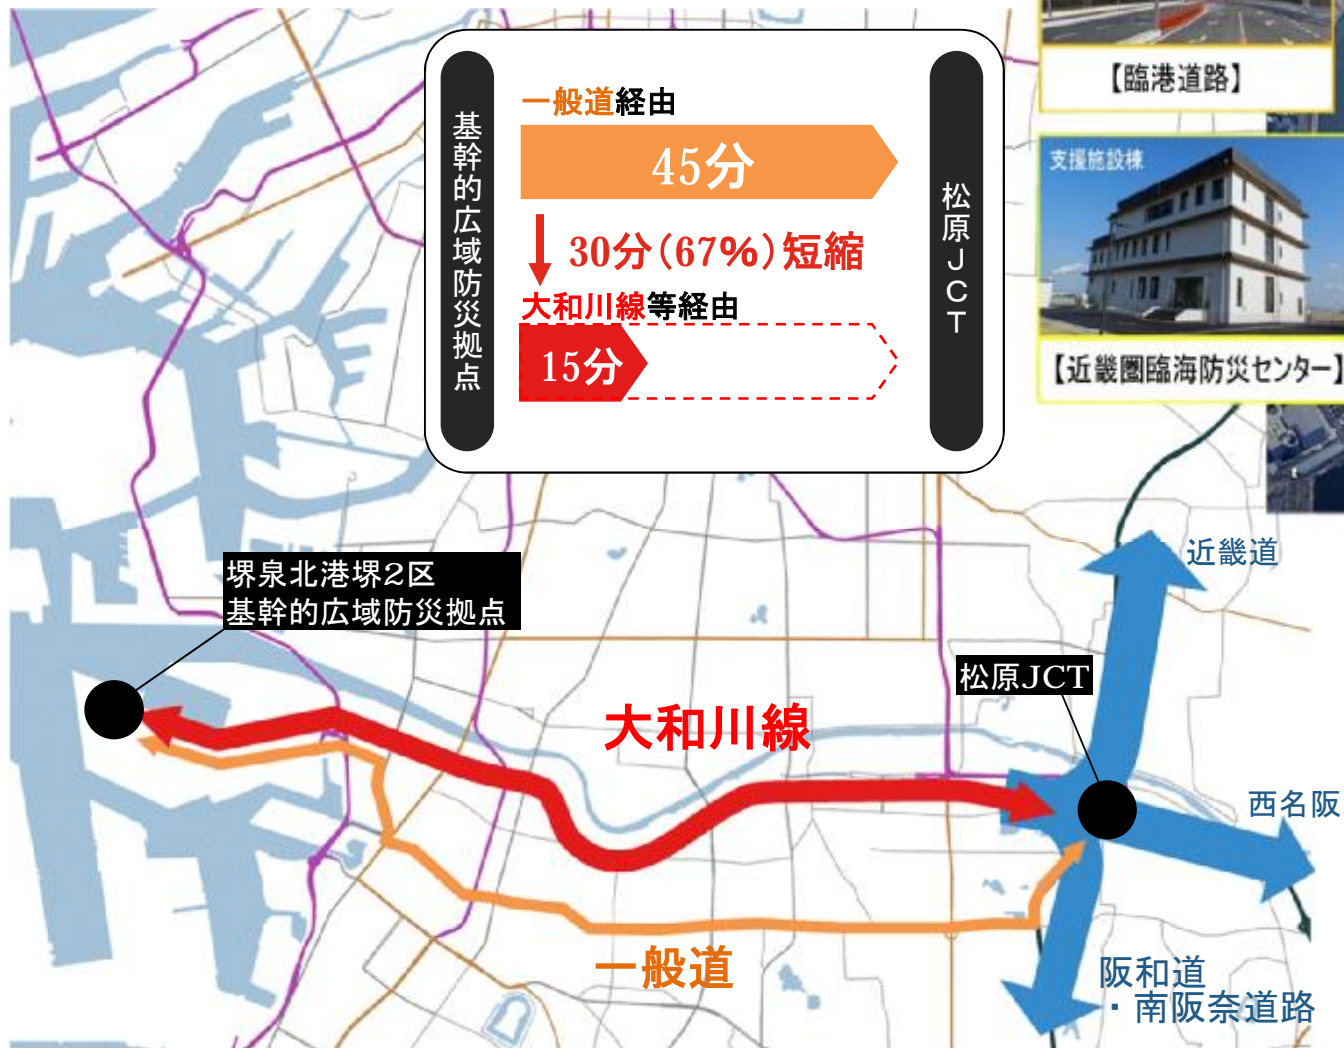 【臨港道路】
支援施設棟
【近畿圏臨海防災センター】
基幹的広域防災拠点
一般道経由
45分
30分(67%)短縮
大和川線等経由
15分
松原JCT
近畿道
堺泉北港堺2区
基幹的広域防災拠点
松原JCT
大和川線
西名阪
一般道
阪和道
・南阪奈道路